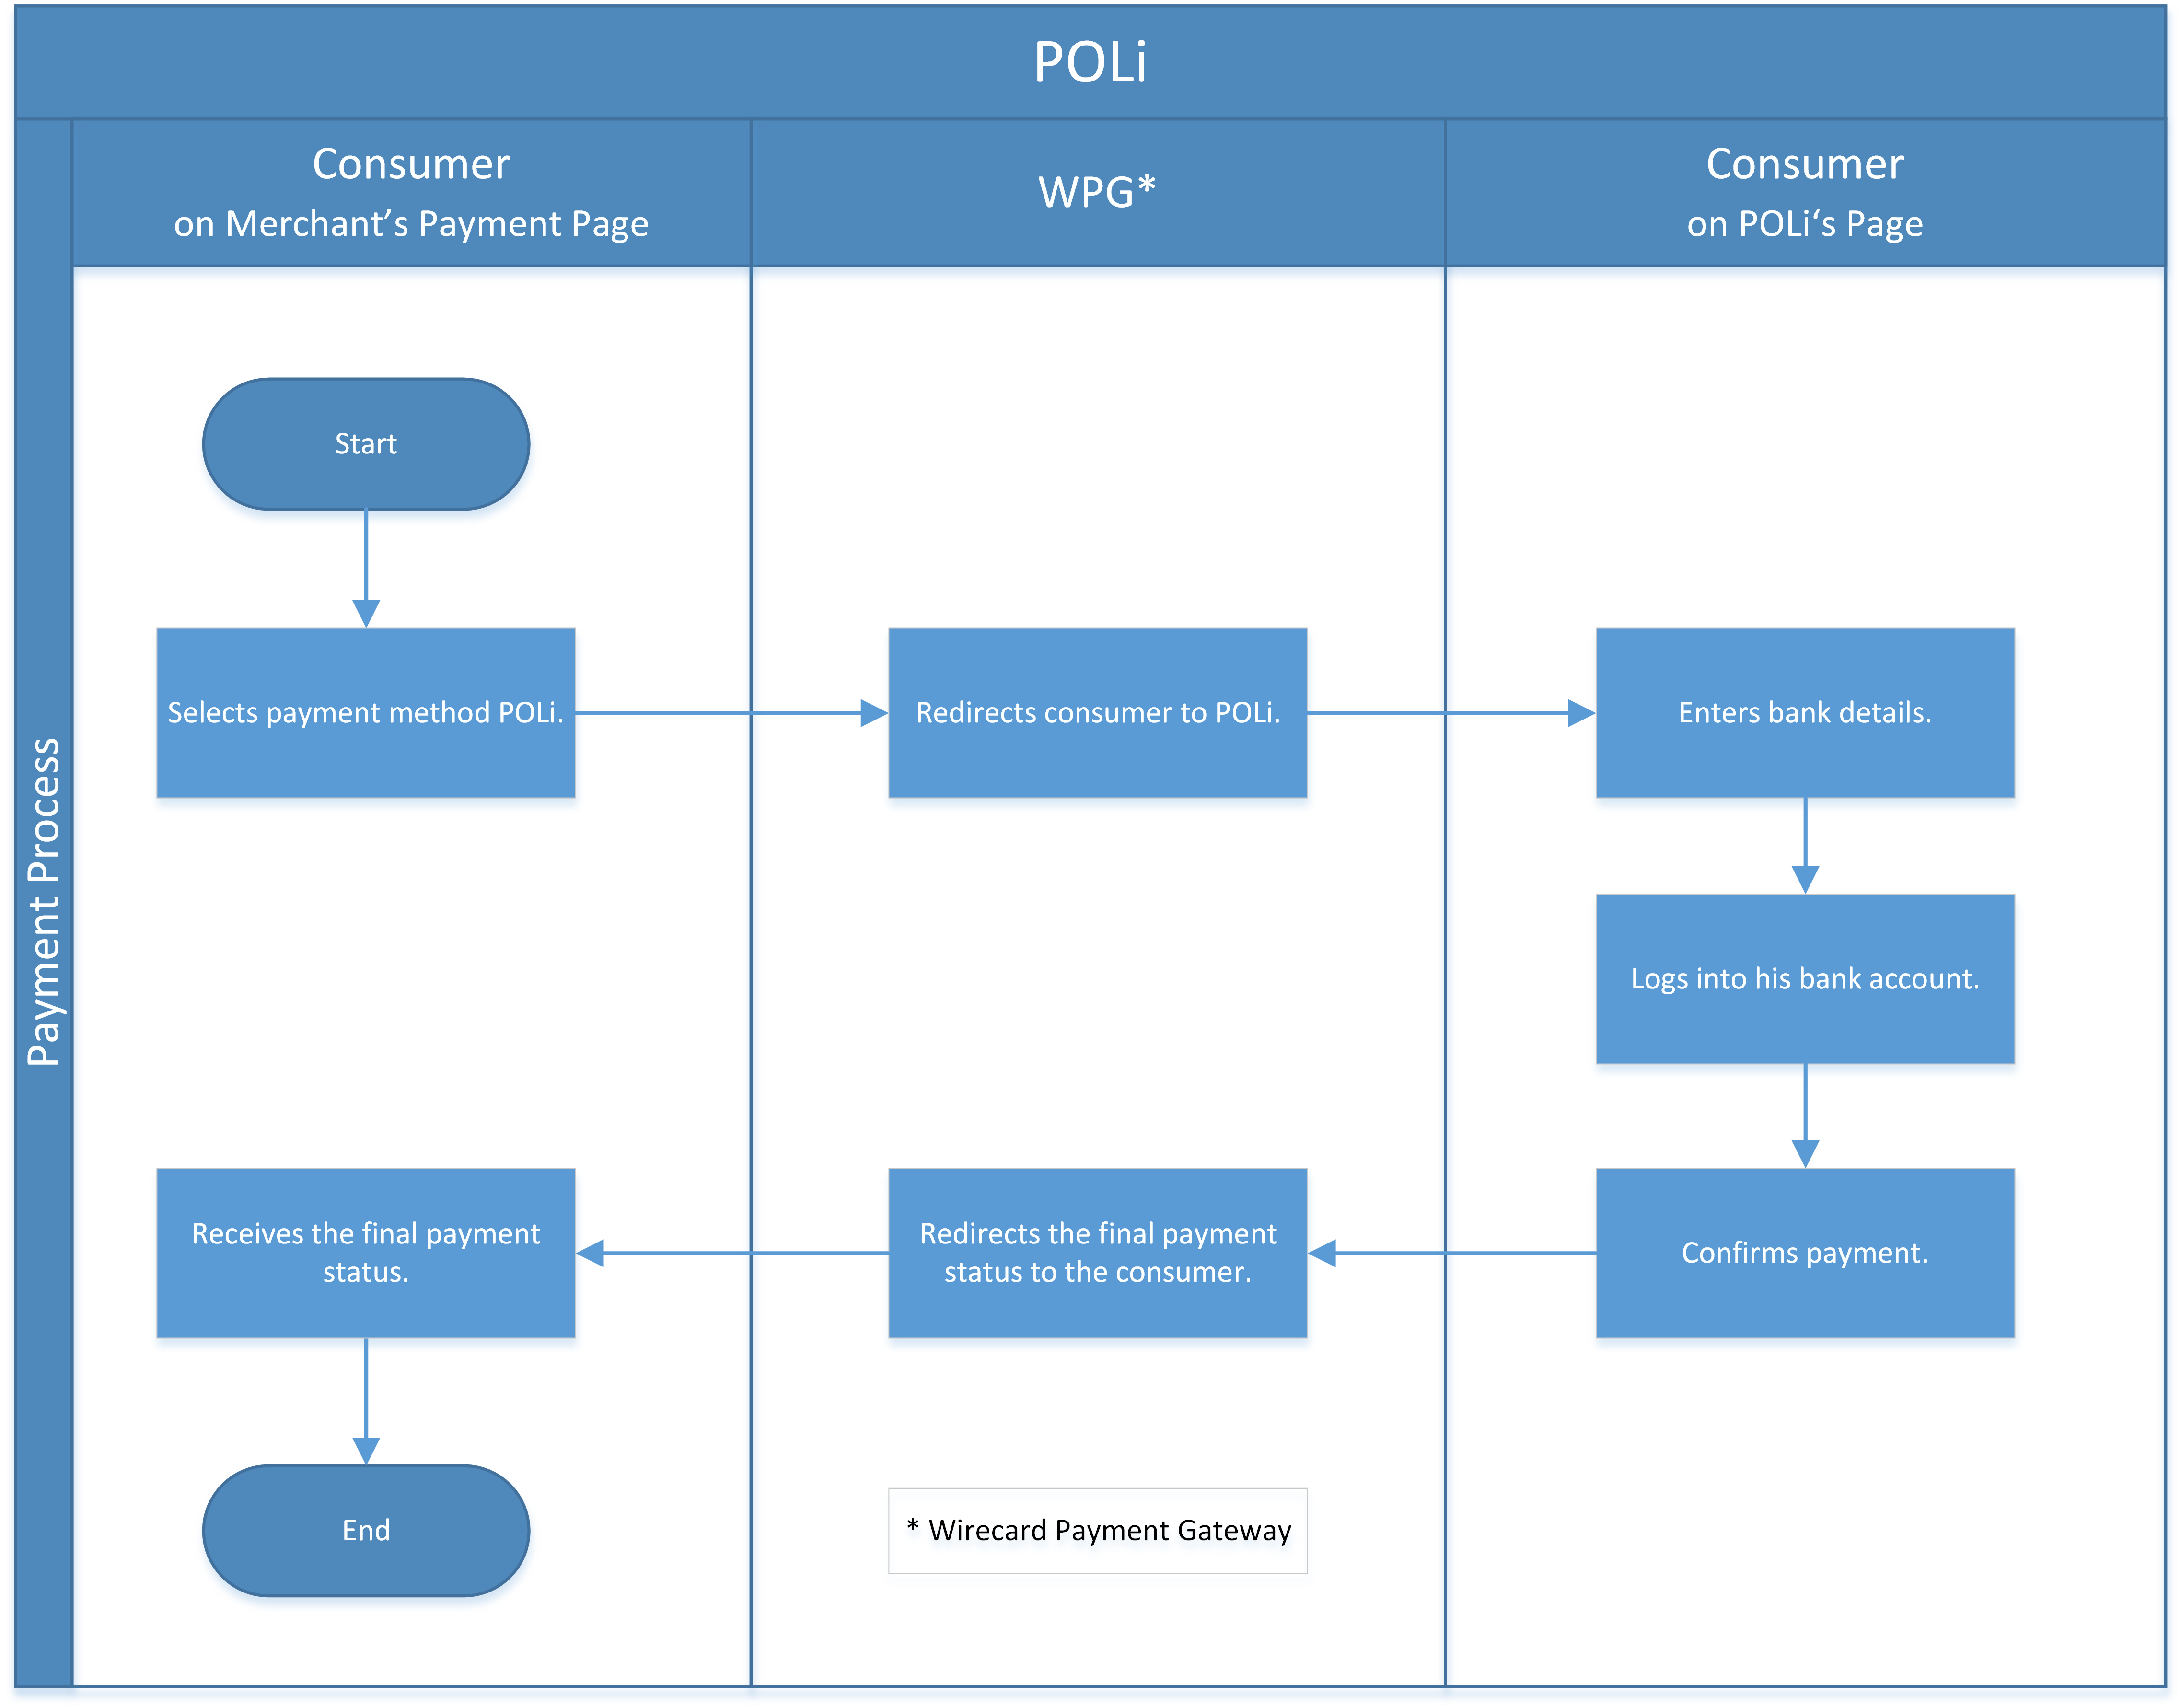 POLi
Consumer
on Merchant’s Payment Page
WPG*
Consumer
on POLi‘s Page
Payment Process
Start
Selects payment method POLi.
Redirects consumer to POLi.
Enters bank details.
Logs into his bank account.
Receives the final payment
status.
Redirects the final payment
status to the consumer.
Confirms payment.
End
* Wirecard Payment Gateway